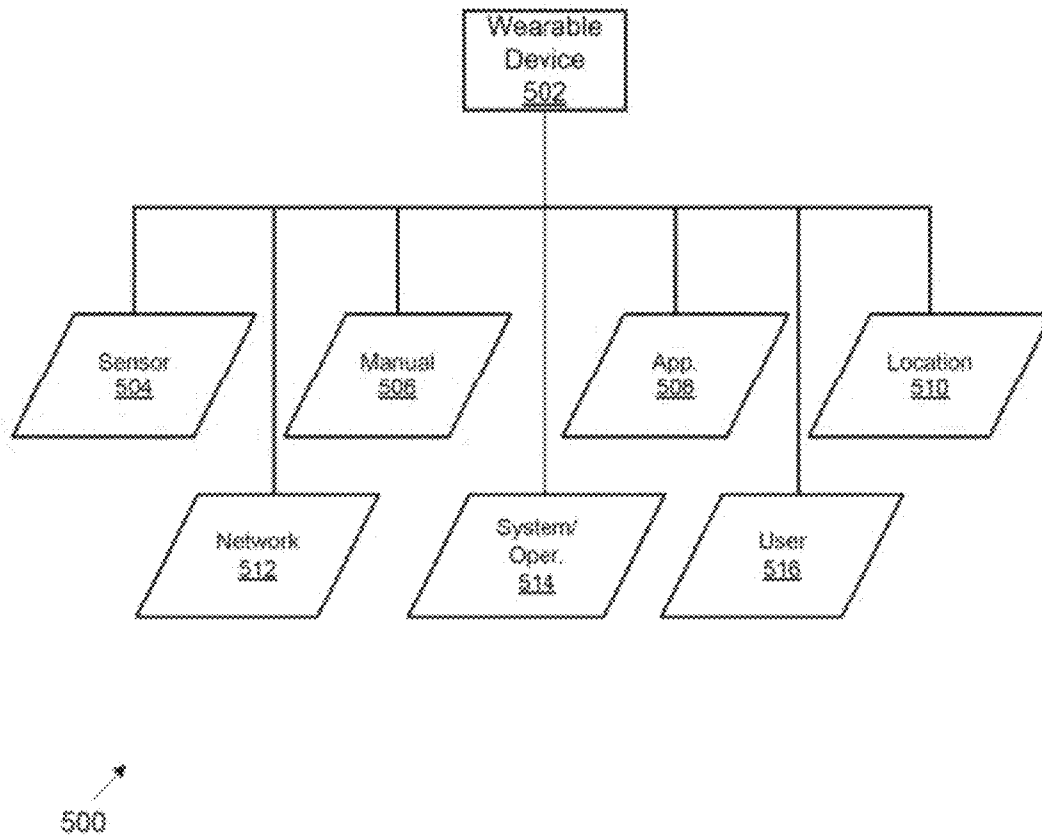 Wearable
Device
502
Sensor
504
Manual
506
App.
508
Location
510
Network
512
System/
Oper.
514
User
516
500